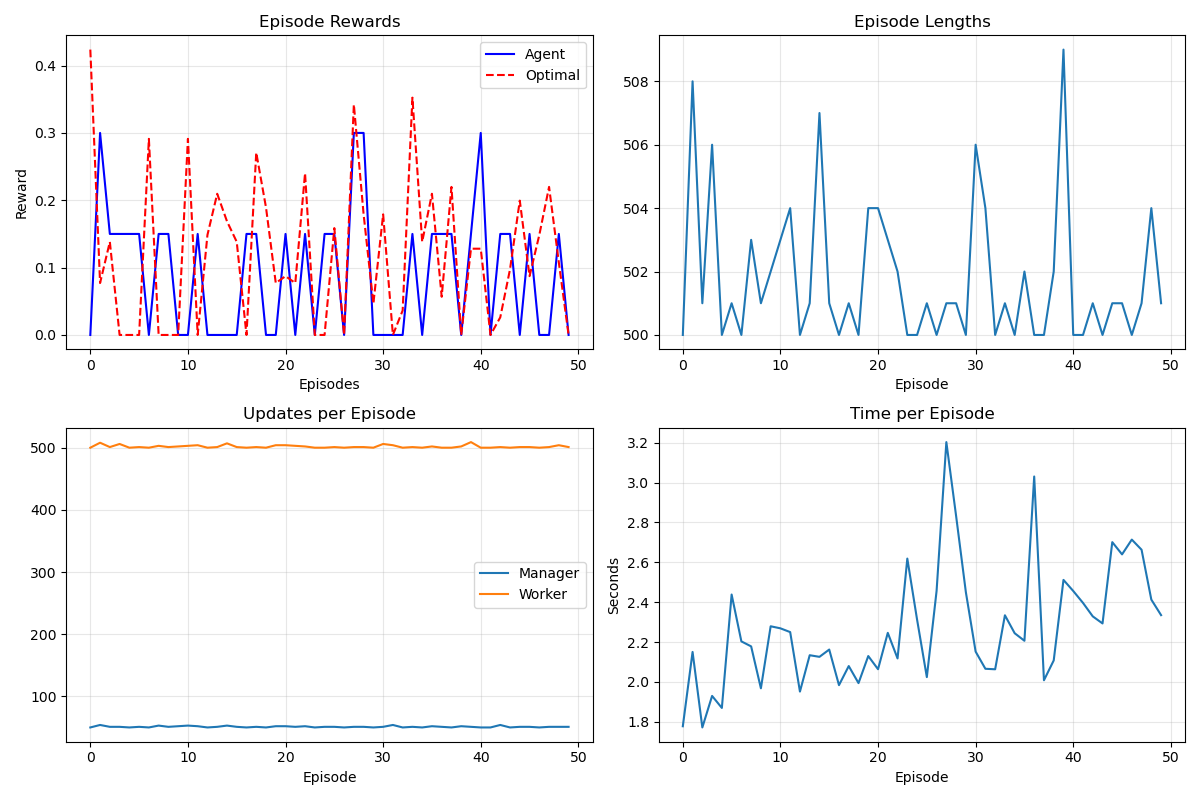 Episode Rewards
Reward
0.4
0.3
0.2
0.1
0.0
Agent
Optimal
0 10 20 30 40 50
Episodes
Episode Lengths
508
506
504
502
500
0 10 20 30 40 50
Episode
Updates per Episode
500
400
300
200
100
Manager
Worker
0 10 20 30 40 50
Episode
Time per Episode
Seconds
3.2
3.0
2.8
2.6
2.4
2.2
2.0
1.8
0 10 20 30 40 50
Episode